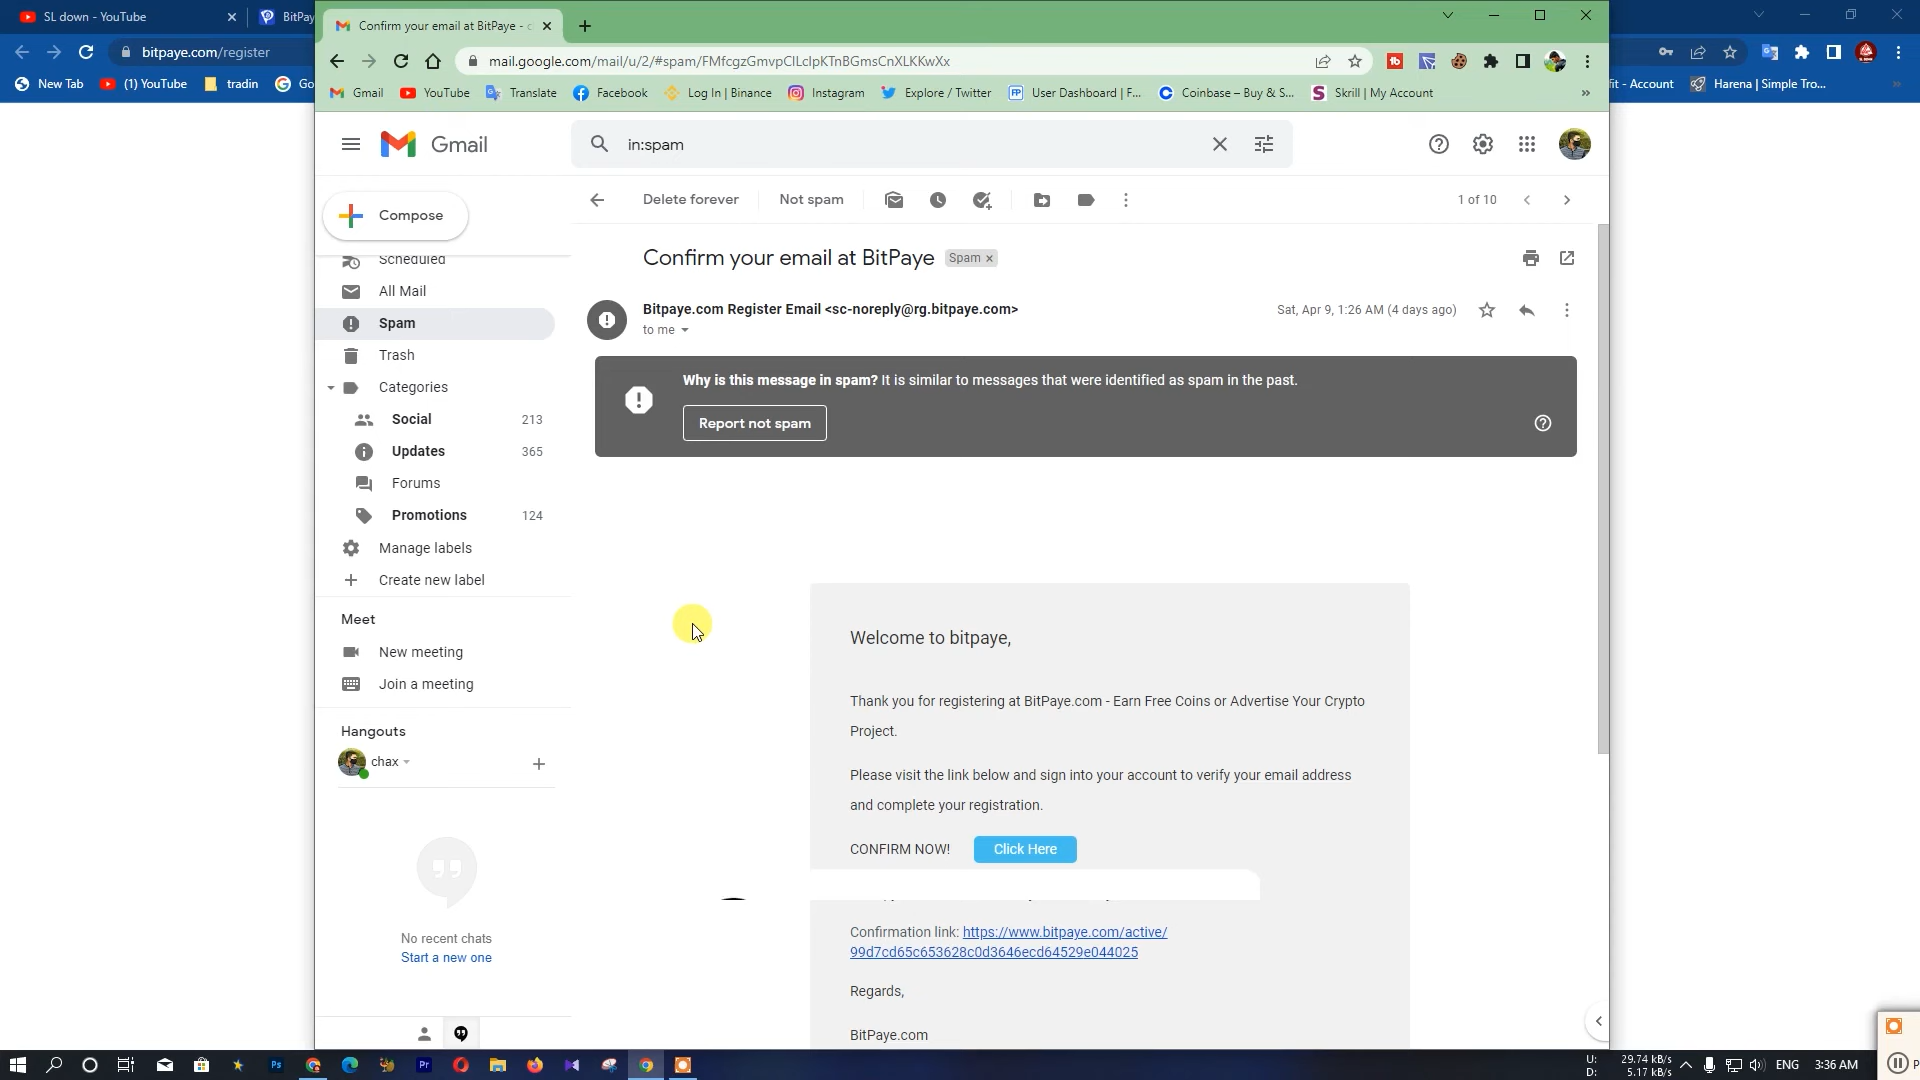 SL down - YouTube
BitPay
bitpaye.com/register
New Tab
(1) YouTube
tradin
Go
Confirm your email at BitPaye - c
mail.google.com/mail/u/2/#spam/FMfcgzGmvpClLclpKTnBGmsCnXLKKwXx
Gmail
YouTube
Translate
Facebook
Log In | Binance
Instagram
Explore / Twitter
User Dashboard | F...
Coinbase – Buy & S...
Skrill | My Account
»
fit - Account
Harena | Simple Tro...
Gmail
in:spam
Compose
Delete forever
Not spam
1 of 10
Scheduled
All Mail
Spam
Trash
Categories
Social 213
Updates 365
Forums
Promotions 124
Manage labels
Create new label
Meet
New meeting
Join a meeting
Hangouts
chax
No recent chats
Start a new one
Confirm your email at BitPaye Spam ×
Bitpaye.com Register Email <sc-noreply@rg.bitpaye.com>
Sat, Apr 9, 1:26 AM (4 days ago)
to me
Why is this message in spam? It is similar to messages that were identified as spam in the past.
Report not spam
Welcome to bitpaye,
Thank you for registering at BitPaye.com - Earn Free Coins or Advertise Your Crypto
Project.
Please visit the link below and sign into your account to verify your email address
and complete your registration.
CONFIRM NOW! Click Here
Confirmation link: https://www.bitpaye.com/active/
99d7cd65c653628c0d3646ecd64529e044025
Regards,
BitPaye.com
U: 29.74 kB/s
D: 5.17 kB/s
ENG
3:36 AM